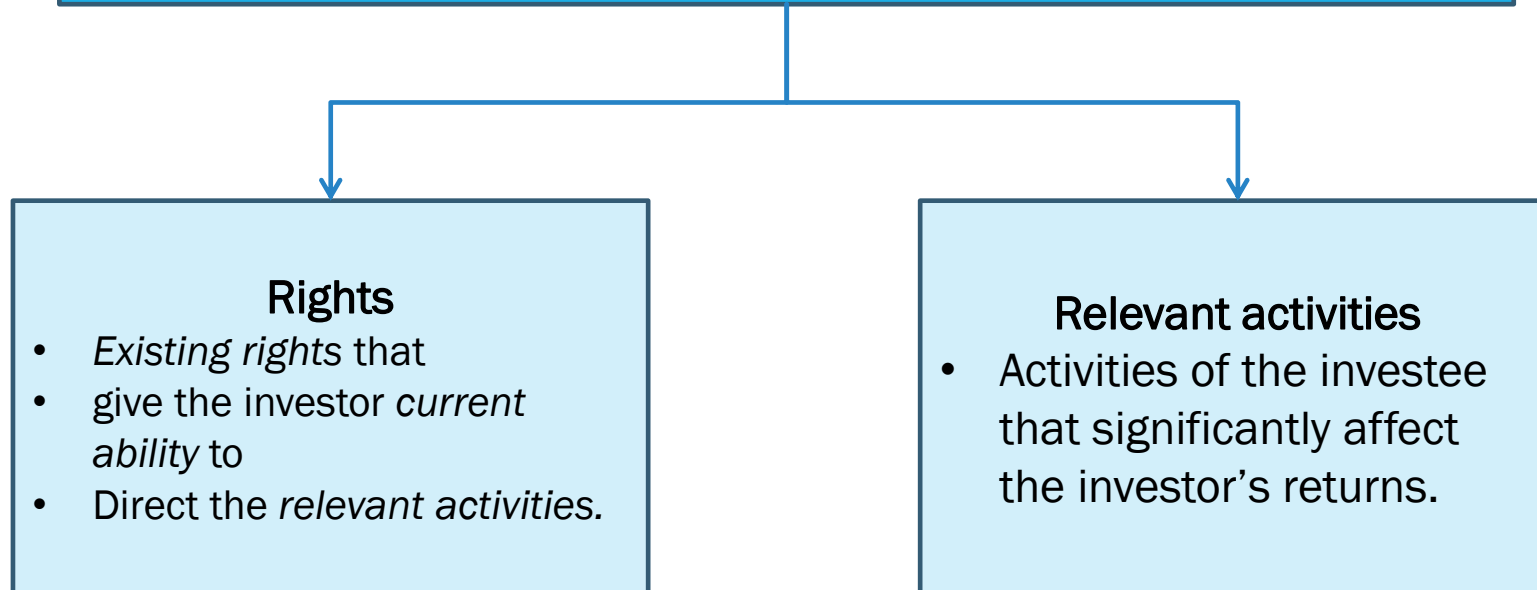 Rights
• Existing rights that
• give the investor current
ability to
• Direct the relevant activities.
Relevant activities
• Activities of the investee
that significantly affect
the investor’s returns.